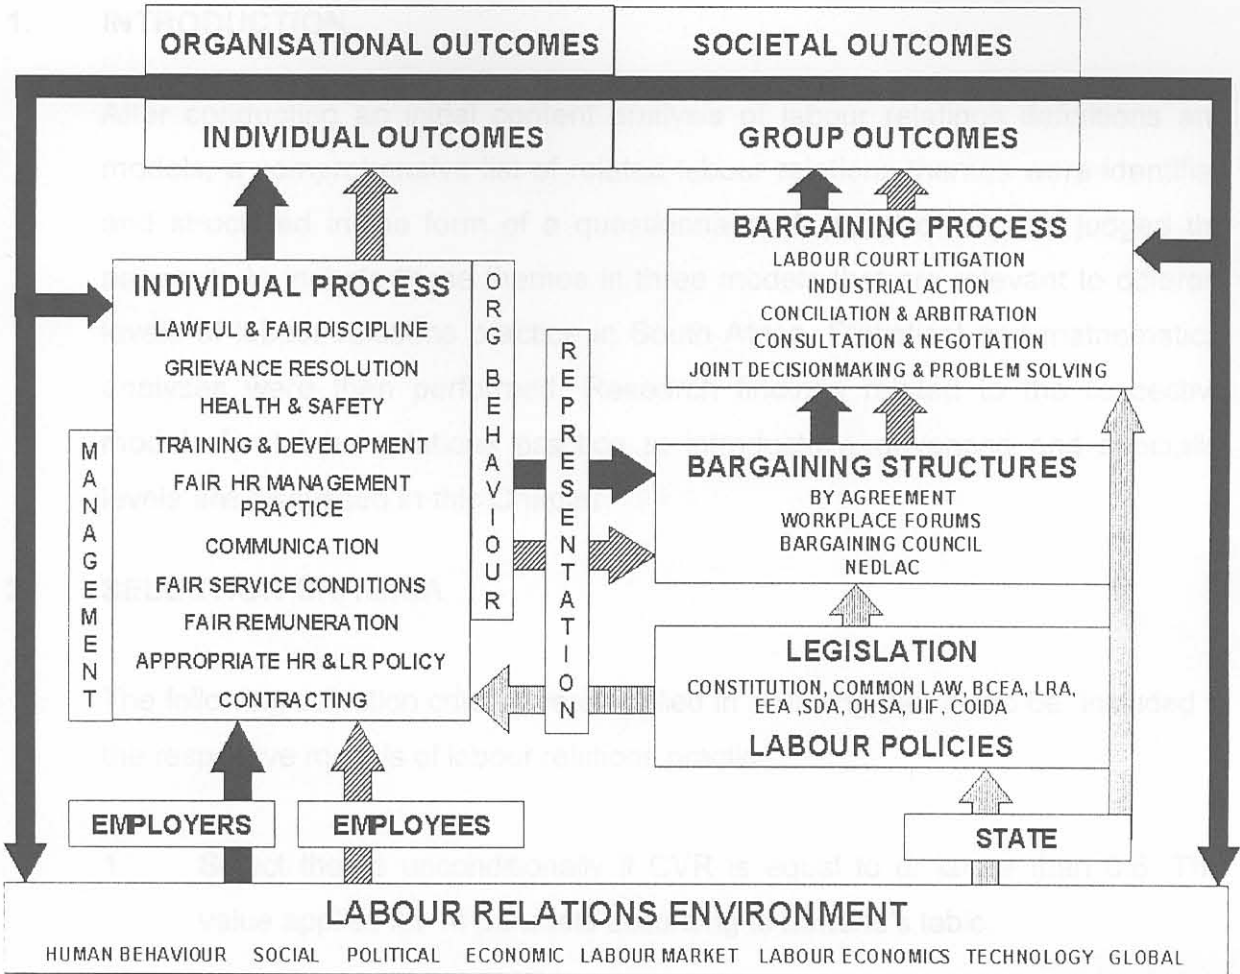 ORGANISATIONAL OUTCOMES
SOCIETAL OUTCOMES
INDIVIDUAL OUTCOMES
GROUP OUTCOMES
INDIVIDUAL PROCESS
LAWFUL & FAIR DISCIPLINE
GRIEVANCE RESOLUTION
HEALTH & SAFETY
TRAINING & DEVELOPMENT
FAIR HR MANAGEMENT
PRACTICE
COMMUNICATION
FAIR SERVICE CONDITIONS
FAIR REMUNERATION
APPROPRIATE HR & LR POLICY
CONTRACTING
MANAGEMENT
ORG BEHAVIOUR
REPRESENTATION
BARGAINING PROCESS
LABOUR COURT LITIGATION
INDUSTRIAL ACTION
CONCILIATION & ARBITRATION
CONSULTATION & NEGOTIATION
JOINT DECISIONMAKING & PROBLEM SOLVING
BARGAINING STRUCTURES
BY AGREEMENT
WORKPLACE FORUMS
BARGAINING COUNCIL
NEDLAC
LEGISLATION
CONSTITUTION, COMMON LAW, BCEA, LRA,
EEA ,SDA, OHSA, UIF, COIDA
LABOUR POLICIES
EMPLOYERS
EMPLOYEES
STATE
LABOUR RELATIONS ENVIRONMENT
HUMAN BEHAVIOUR SOCIAL POLITICAL ECONOMIC LABOUR MARKET LABOUR ECONOMICS TECHNOLOGY GLOBAL